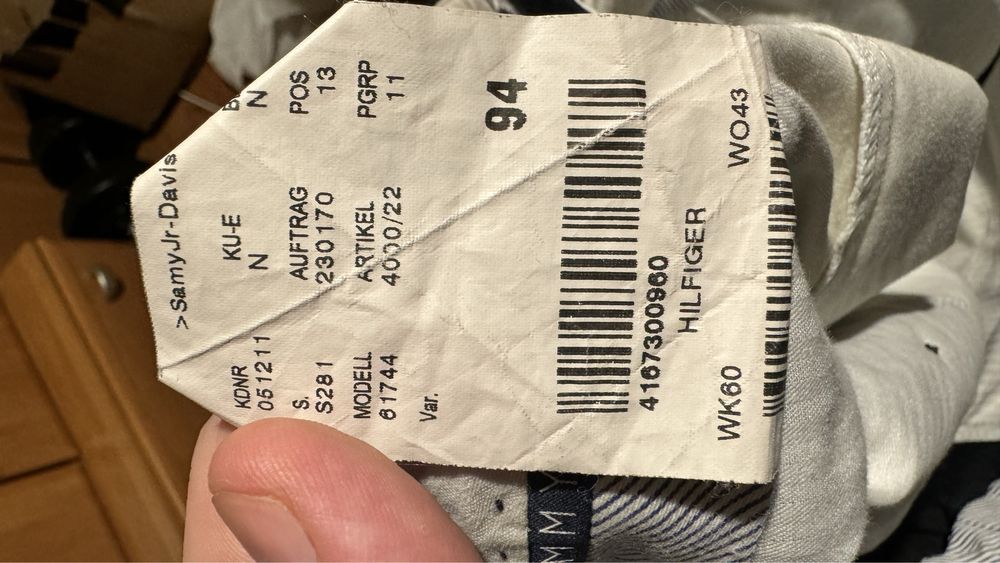 >SamyJr-Davis
KU-E
N N
KDNR AUFTRAG POS
051211 230170 13
S. ARTIKEL PGRP
S281 4000/22 11
MODELL
61744
Var.
94
4167300960
HILFIGER
WK60 WO43
MMY